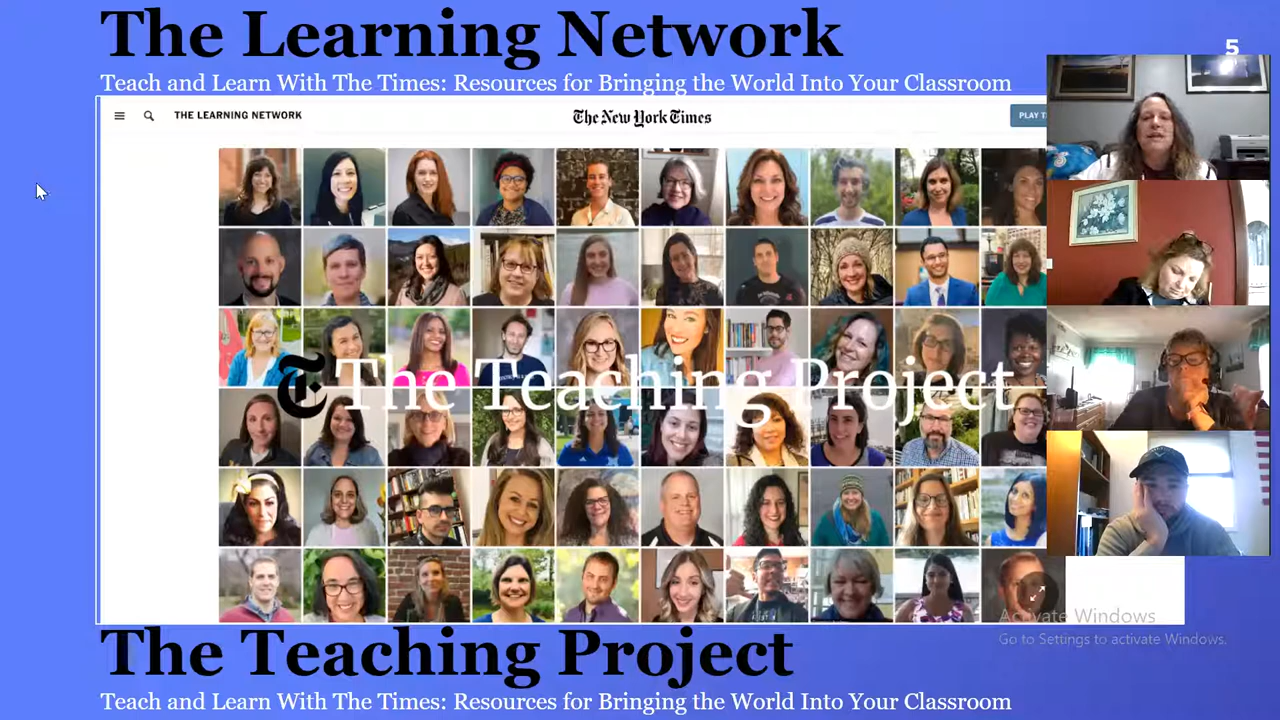 The Learning Network
5
Teach and Learn With The Times: Resources for Bringing the World Into Your Classroom
THE LEARNING NETWORK
The New York Times
PLAY T
T The Teaching Project
Activate Windows
Go to Settings to activate Windows.
The Teaching Project
Teach and Learn With The Times: Resources for Bringing the World Into Your Classroom